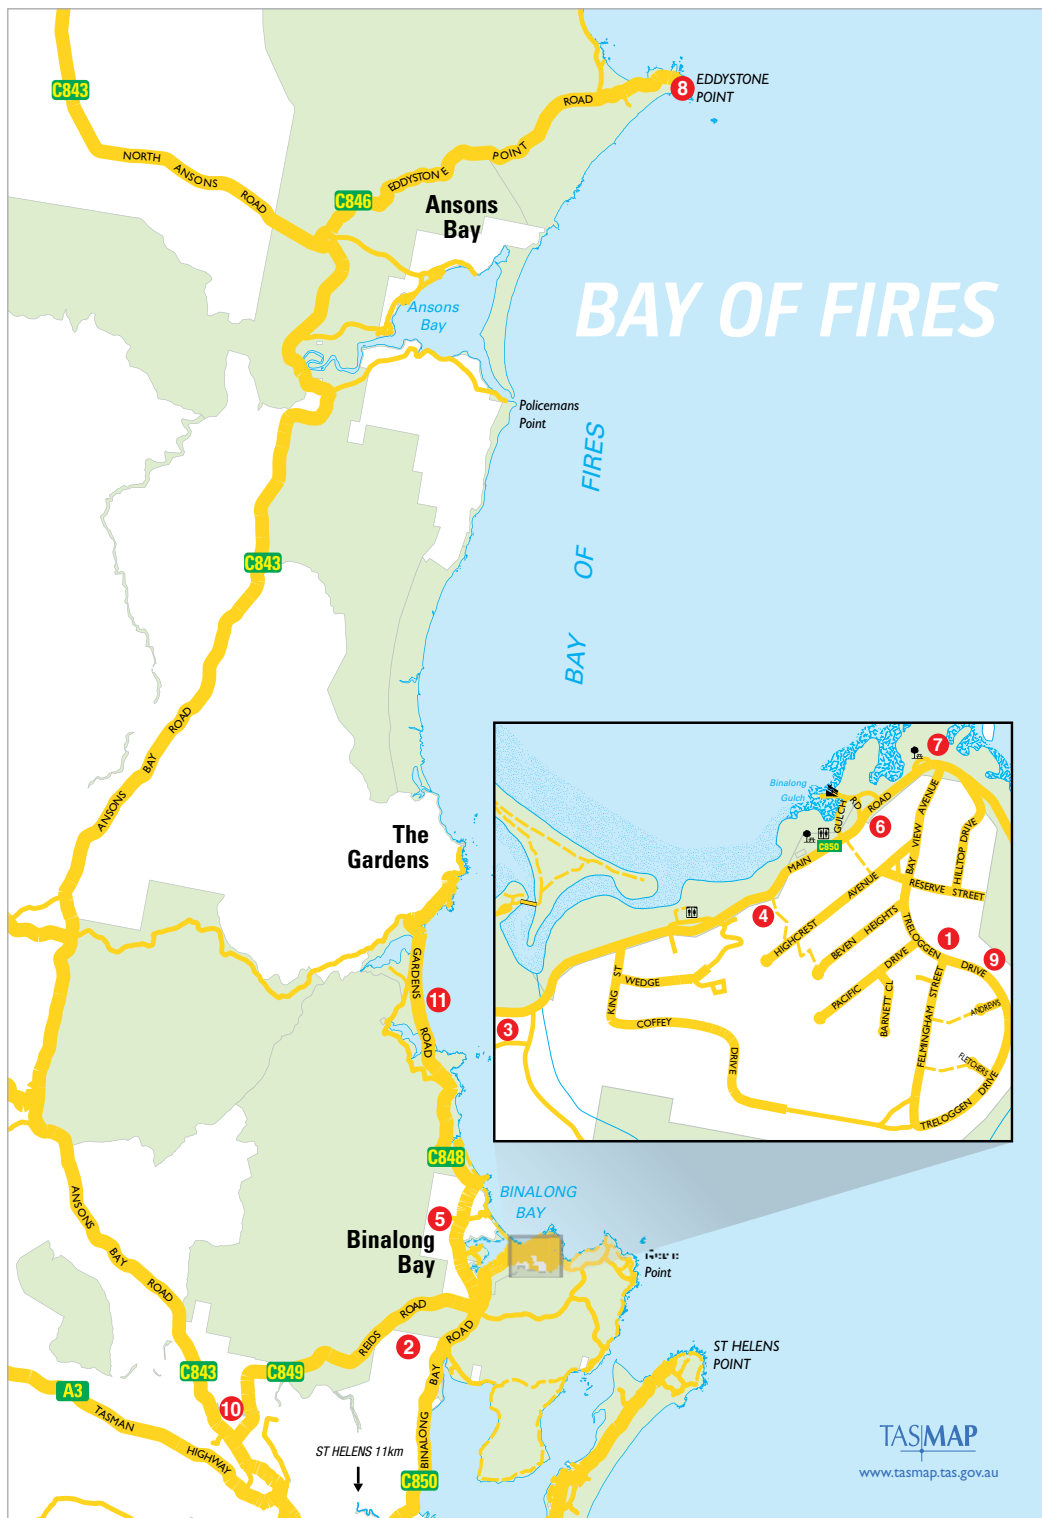 C843
8
EDDYSTONE
POINT
NORTH ANSONS ROAD
C846
EDDYSTONE POINT ROAD
Ansons
Bay
Ansons
Bay
BAY OF FIRES
Policemans
Point
BAY OF FIRES
C843
ANSONS BAY ROAD
The
Gardens
GARDENS ROAD
11
Binalong
Gulch
7
GULCH RD
6
C850
MAIN ROAD
4
HIGHCREST AVENUE
BAY VIEW AVENUE
HILLTOP DRIVE
RESERVE STREET
BEVEN HEIGHTS
TRELOGGEN DRIVE
1
9
PACIFIC DRIVE
BARNETT CL
FELMINGHAM STREET
ANDREWS
FLETCHERS
TRELOGGEN DRIVE
KING ST
WEDGE
COFFEY DRIVE
3
C848
BINALONG
BAY
5
Binalong
Bay
Point
ANSONS BAY ROAD
REIDS ROAD
2
BINALONG BAY ROAD
ST HELENS
POINT
C843
C849
A3
10
TASMAN HIGHWAY
ST HELENS 11km
C850
TASMAP
www.tasmap.tas.gov.au